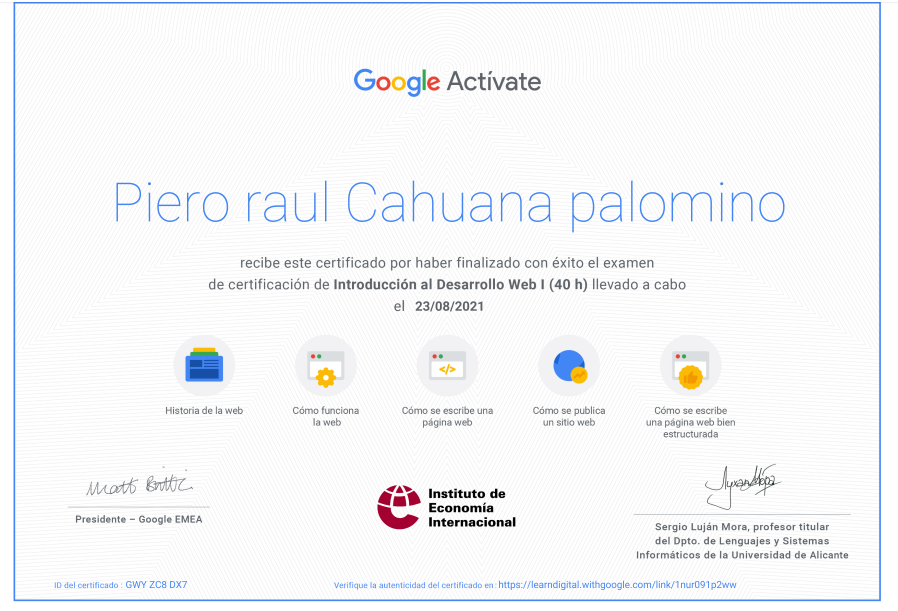 Google Actívate
Piero raul Cahuana palomino
recibe este certificado por haber finalizado con éxito el examen
de certificación de Introducción al Desarrollo Web I (40 h) llevado a cabo
el 23/08/2021
</>
Historia de la web
Cómo funciona
la web
Cómo se escribe una
página web
Cómo se publica
un sitio web
Cómo se escribe
una página web bien
estructurada
Presidente – Google EMEA
Instituto de
Economía
Internacional
Sergio Luján Mora, profesor titular
del Dpto. de Lenguajes y Sistemas
Informáticos de la Universidad de Alicante
ID del certificado : GWY ZC8 DX7
Verifique la autenticidad del certificado en: https://learndigital.withgoogle.com/link/1nur091p2ww